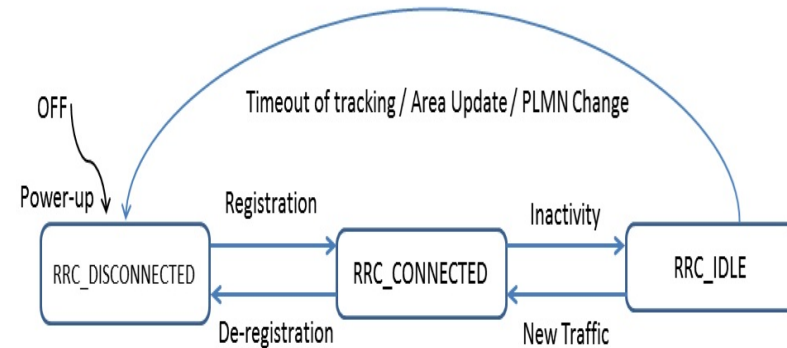 Timeout of tracking / Area Update / PLMN Change
OFF
Power-up
Registration
Inactivity
RRC_DISCONNECTED
RRC_CONNECTED
RRC_IDLE
De-registration
New Traffic